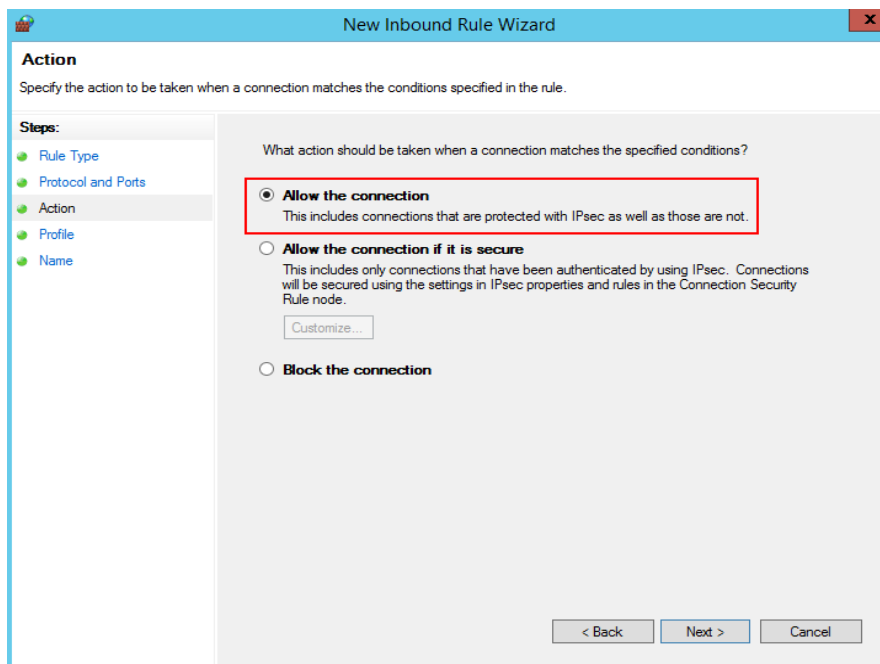 New Inbound Rule Wizard
x
Action
Specify the action to be taken when a connection matches the conditions specified in the rule.
Steps:
Rule Type
Protocol and Ports
Action
Profile
Name
What action should be taken when a connection matches the specified conditions?
Allow the connection
This includes connections that are protected with IPsec as well as those are not.
Allow the connection if it is secure
This includes only connections that have been authenticated by using IPsec. Connections
will be secured using the settings in IPsec properties and rules in the Connection Security
Rule node.
Customize...
Block the connection
< Back
Next >
Cancel